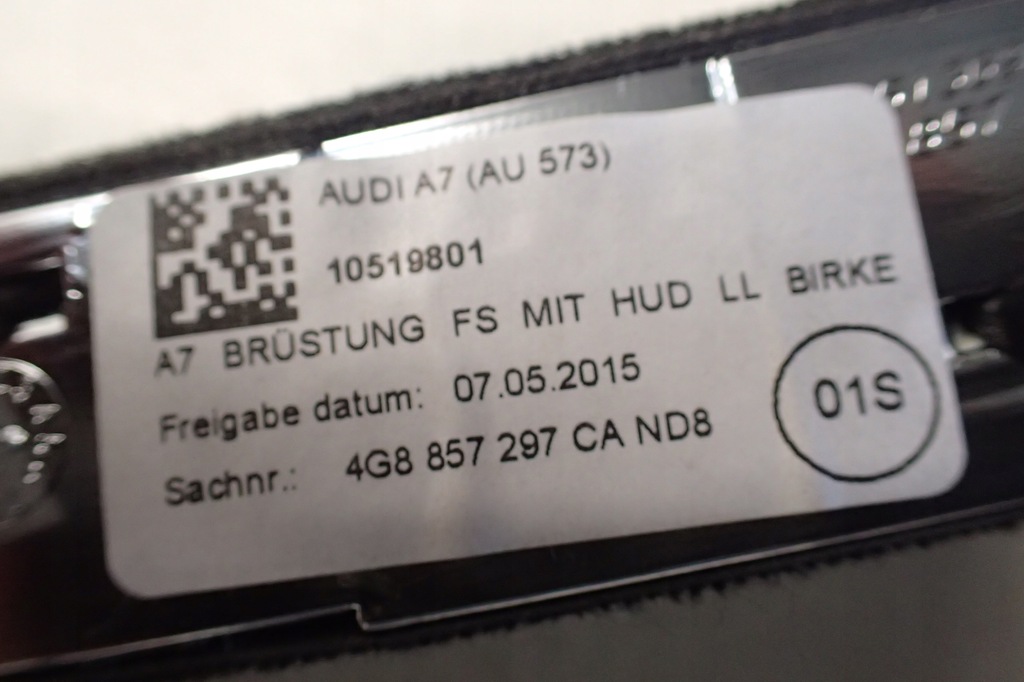 AUDI A7 (AU 573)
10519801
A7 BRÜSTUNG FS MIT HUD LL BIRKE
Freigabe datum: 07.05.2015
01S
Sachnr.: 4G8 857 297 CA ND8